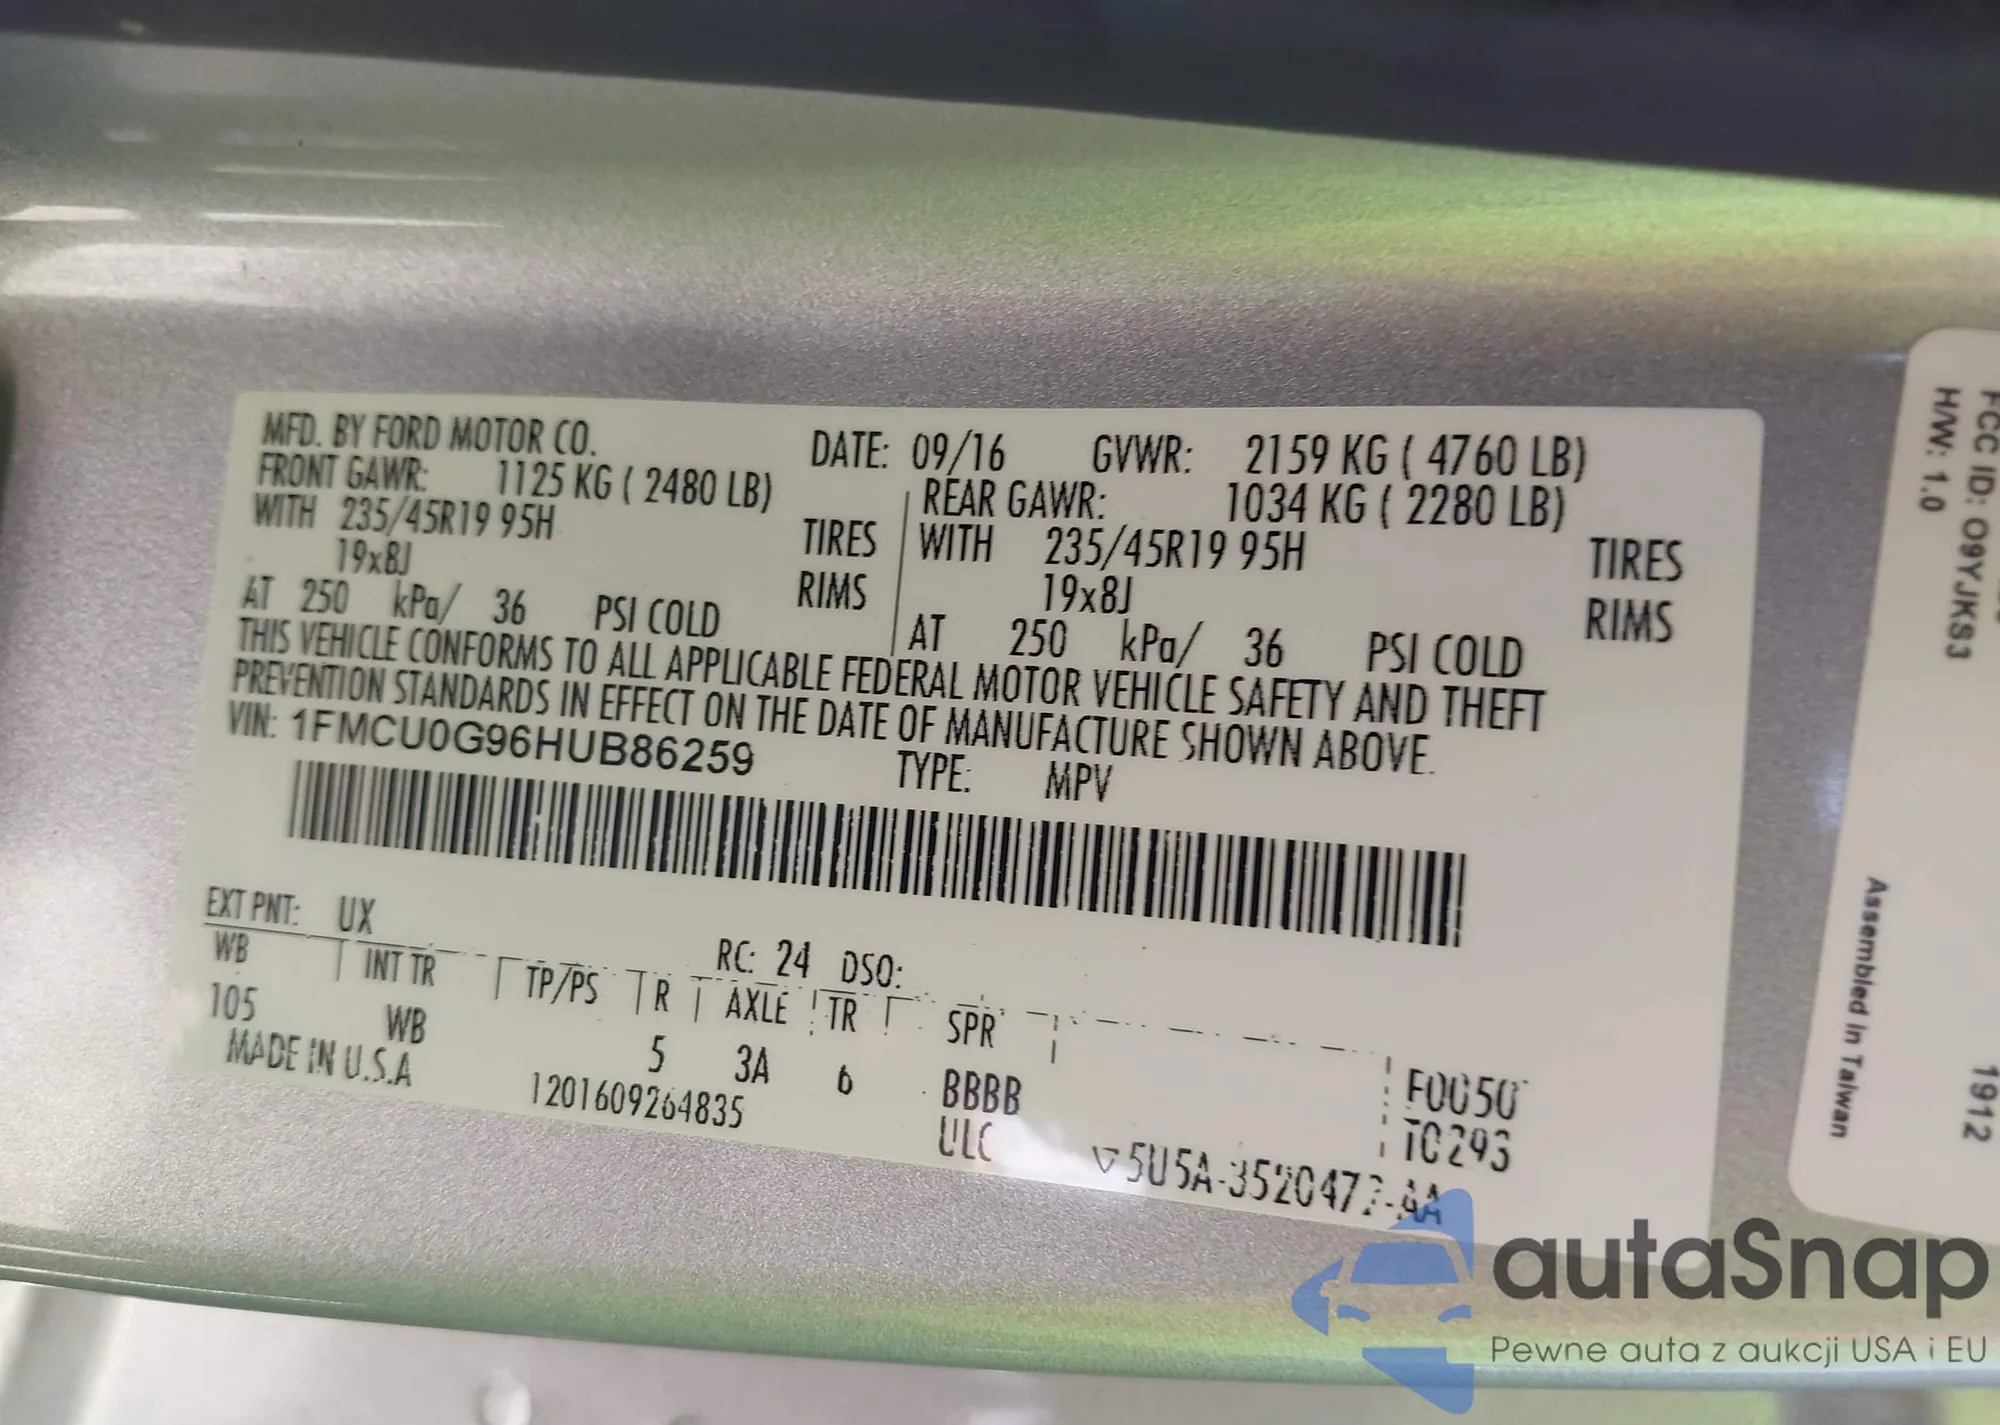 MFD. BY FORD MOTOR CO. DATE: 09/16 GVWR: 2159 KG ( 4760 LB)
FRONT GAWR: 1125 KG ( 2480 LB) REAR GAWR: 1034 KG ( 2280 LB)
WITH 235/45R19 95H TIRES WITH 235/45R19 95H TIRES
19x8J RIMS 19x8J RIMS
AT 250 kPa/ 36 PSI COLD AT 250 kPa/ 36 PSI COLD
THIS VEHICLE CONFORMS TO ALL APPLICABLE FEDERAL MOTOR VEHICLE SAFETY AND THEFT
PREVENTION STANDARDS IN EFFECT ON THE DATE OF MANUFACTURE SHOWN ABOVE.
VIN: 1FMCU0G96HUB86259 TYPE: MPV
EXT PNT: UX RC: 24 DSO:
WB INT TR TP/PS R AXLE TR SPR
105 WB 5 3A 6 BBBB F0050
MADE IN U.S.A 1201609264835 ULC T0293
5U5A-3520472-AA
FCC ID: O9YJKS3
H/W: 1.0
Assembled in Taiwan
1912
autaSnap
Pewne auta z aukcji USA i EU